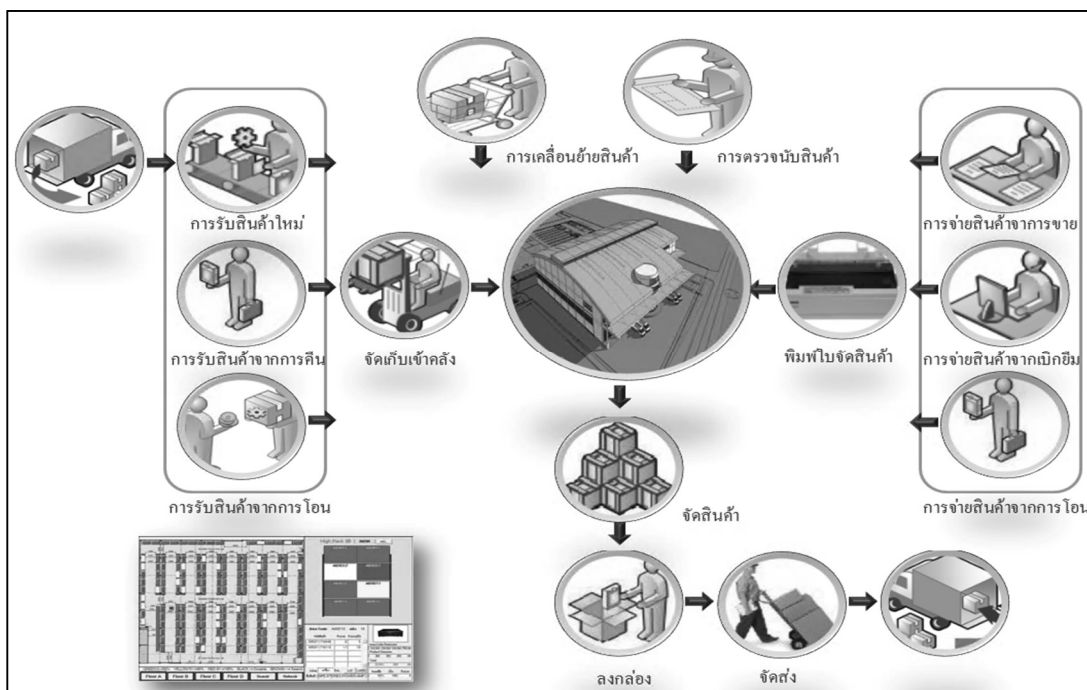 การเคลื่อนย้ายสินค้า
การตรวจนับสินค้า
การรับสินค้าใหม่
การจ่ายสินค้าจาการขาย
การรับสินค้าจากการคืน
จัดเก็บเข้าคลัง
พิมพ์ใบจัดสินค้า
การจ่ายสินค้าจากเบิกยืม
การรับสินค้าจากการโอน
จัดสินค้า
การจ่ายสินค้าจากการโอน
Floor A
Floor B
Floor C
Floor D
ลงกล่อง
จัดส่ง